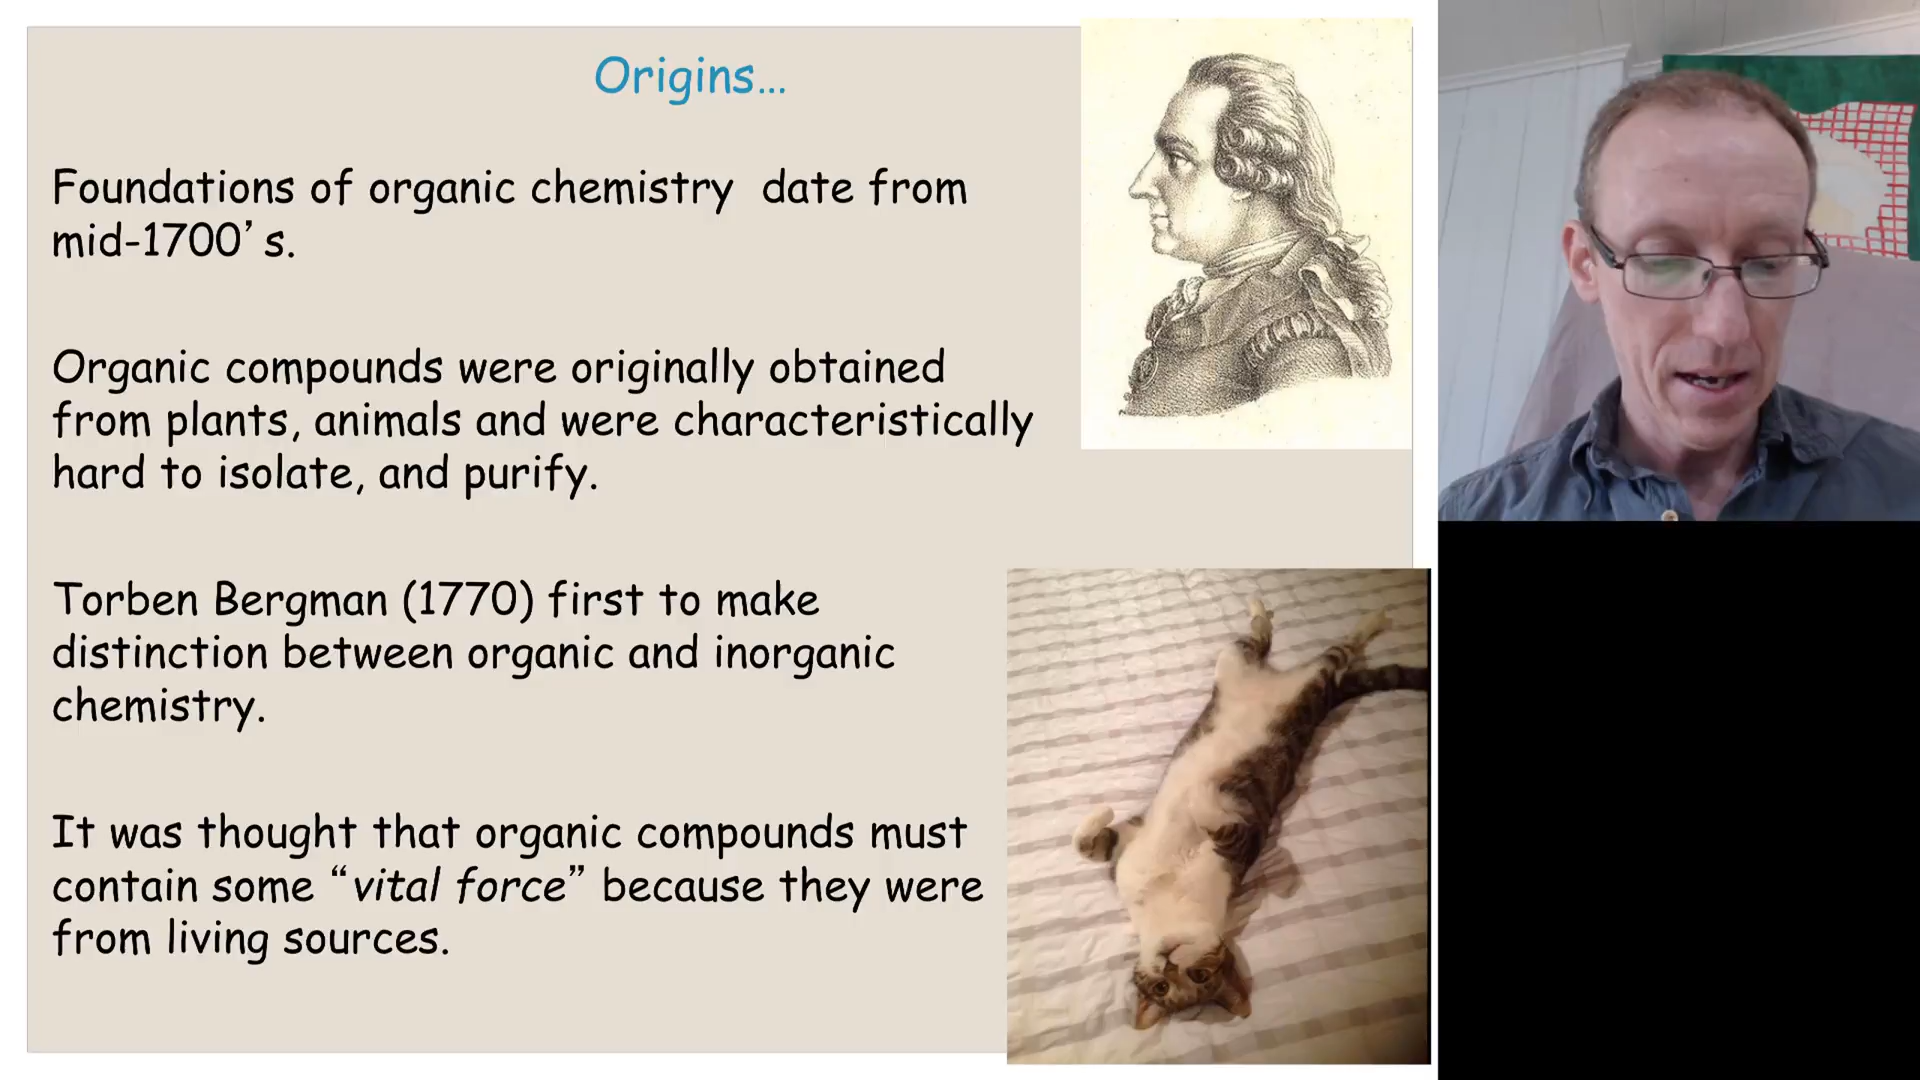 Origins...
Foundations of organic chemistry  date from
mid-1700’s.
Organic compounds were originally obtained
from plants, animals and were characteristically
hard to isolate, and purify.
Torben Bergman (1770) first to make
distinction between organic and inorganic
chemistry.
It was thought that organic compounds must
contain some “vital force” because they were
from living sources.